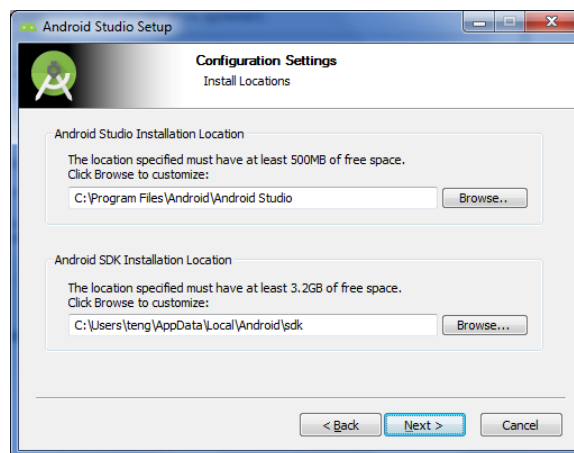 Android Studio Setup
Configuration Settings
Install Locations
Android Studio Installation Location
The location specified must have at least 500MB of free space.
Click Browse to customize:
C:\Program Files\Android\Android Studio
Browse..
Android SDK Installation Location
The location specified must have at least 3.2GB of free space.
Click Browse to customize:
C:\Users\teng\AppData\Local\Android\sdk
Browse...
< Back
Next >
Cancel